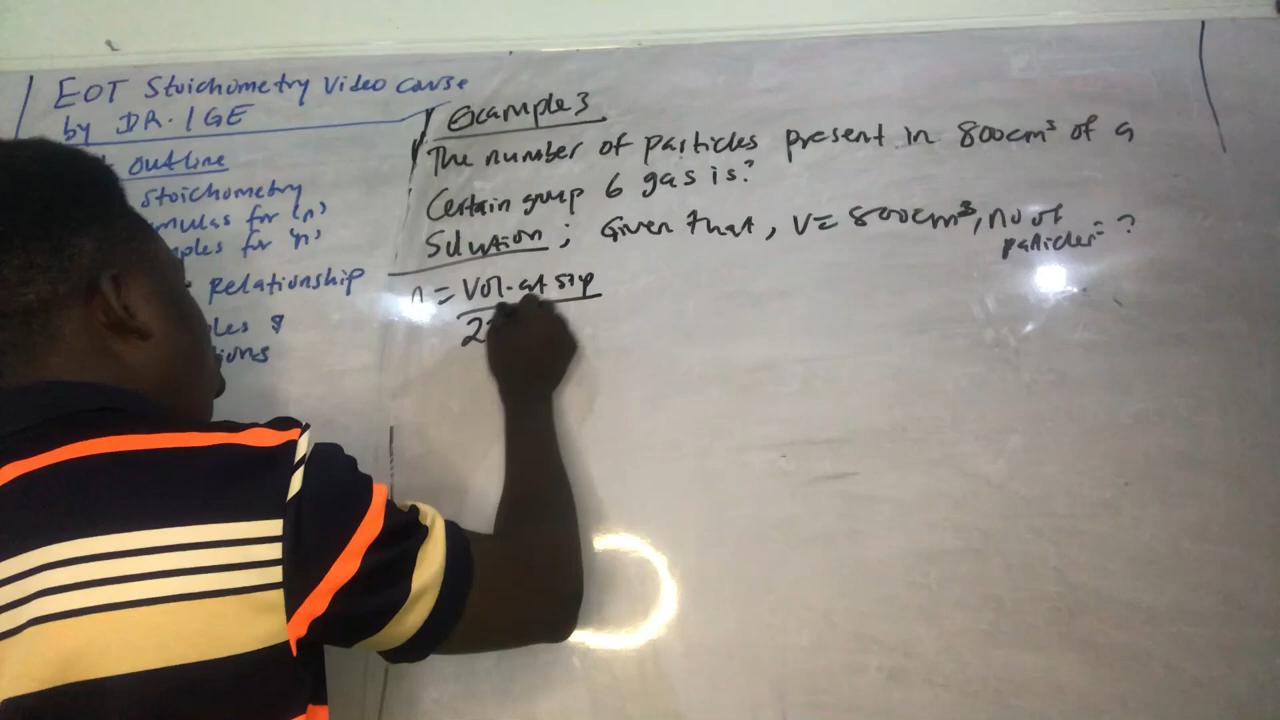 EOT Stoichometry Video Course
by DR. IGE
outline
stoichometry
mulas for 'n'
ples for 'n'
Relationship
les &
ions
Example 3
The number of particles present in 800cm³ of a
Certain group 6 gas is?
Solution; Given that, V= 800cm³, no of
particles= ?
n = Vol. at stp
2